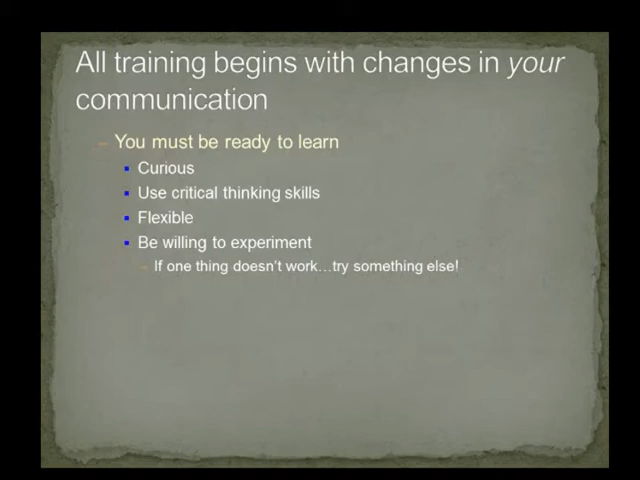 All training begins with changes in your
communication
– You must be ready to learn
▪ Curious
▪ Use critical thinking skills
▪ Flexible
▪ Be willing to experiment
– If one thing doesn't work…try something else!